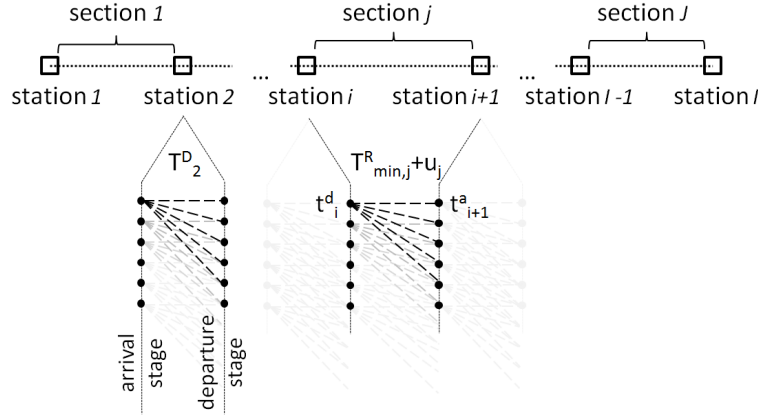 section 1 section j section J
... ...
station 1 station 2 station i station i+1 station I -1 station I
T^D_2 T^R_min,j+u_j
t^d_i t^a_i+1
arrival stage departure stage